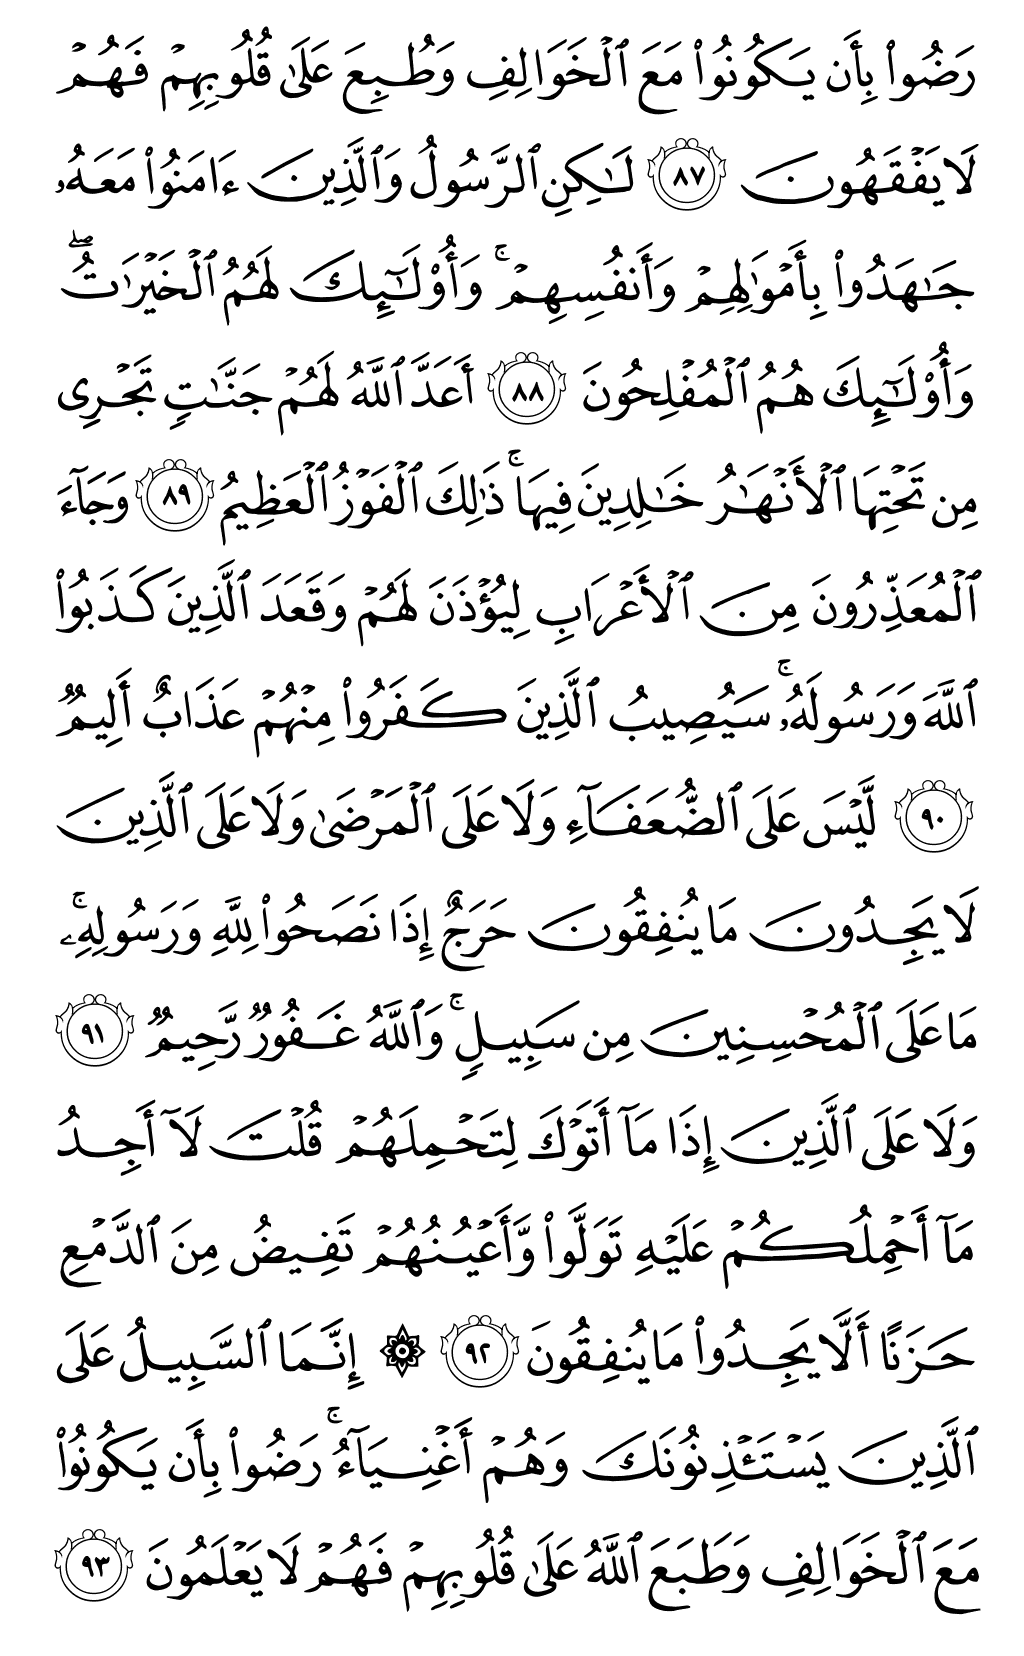 رَضُوا۟ بِأَن يَكُونُوا۟ مَعَ ٱلْخَوَالِفِ وَطُبِعَ عَلَىٰ قُلُوبِهِمْ فَهُمْ
لَا يَفْقَهُونَ ٨٧ لَـٰكِنِ ٱلرَّسُولُ وَٱلَّذِينَ ءَامَنُوا۟ مَعَهُۥ
جَـٰهَدُوا۟ بِأَمْوَٰلِهِمْ وَأَنفُسِهِمْ ۚ وَأُو۟لَـٰٓئِكَ لَهُمُ ٱلْخَيْرَٰتُ ۖ
وَأُو۟لَـٰٓئِكَ هُمُ ٱلْمُفْلِحُونَ ٨٨ أَعَدَّ ٱللَّهُ لَهُمْ جَنَّـٰتٍ تَجْرِى
مِن تَحْتِهَا ٱلْأَنْهَـٰرُ خَـٰلِدِينَ فِيهَا ۚ ذَٰلِكَ ٱلْفَوْزُ ٱلْعَظِيمُ ٨٩ وَجَآءَ
ٱلْمُعَذِّرُونَ مِنَ ٱلْأَعْرَابِ لِيُؤْذَنَ لَهُمْ وَقَعَدَ ٱلَّذِينَ كَذَبُوا۟
ٱللَّهَ وَرَسُولَهُۥ ۚ سَيُصِيبُ ٱلَّذِينَ كَفَرُوا۟ مِنْهُمْ عَذَابٌ أَلِيمٌ
٩٠ لَّيْسَ عَلَى ٱلضُّعَفَآءِ وَلَا عَلَى ٱلْمَرْضَىٰ وَلَا عَلَى ٱلَّذِينَ
لَا يَجِدُونَ مَا يُنفِقُونَ حَرَجٌ إِذَا نَصَحُوا۟ لِلَّهِ وَرَسُولِهِۦ ۚ
مَا عَلَى ٱلْمُحْسِنِينَ مِن سَبِيلٍ ۚ وَٱللَّهُ غَفُورٌ رَّحِيمٌ ٩١
وَلَا عَلَى ٱلَّذِينَ إِذَا مَآ أَتَوْكَ لِتَحْمِلَهُمْ قُلْتَ لَآ أَجِدُ
مَآ أَحْمِلُكُمْ عَلَيْهِ تَوَلَّوا۟ وَّأَعْيُنُهُمْ تَفِيضُ مِنَ ٱلدَّمْعِ
حَزَنًا أَلَّا يَجِدُوا۟ مَا يُنفِقُونَ ٩٢ ۞ إِنَّمَا ٱلسَّبِيلُ عَلَى
ٱلَّذِينَ يَسْتَـْٔذِنُونَكَ وَهُمْ أَغْنِيَآءُ ۚ رَضُوا۟ بِأَن يَكُونُوا۟
مَعَ ٱلْخَوَالِفِ وَطَبَعَ ٱللَّهُ عَلَىٰ قُلُوبِهِمْ فَهُمْ لَا يَعْلَمُونَ ٩٣